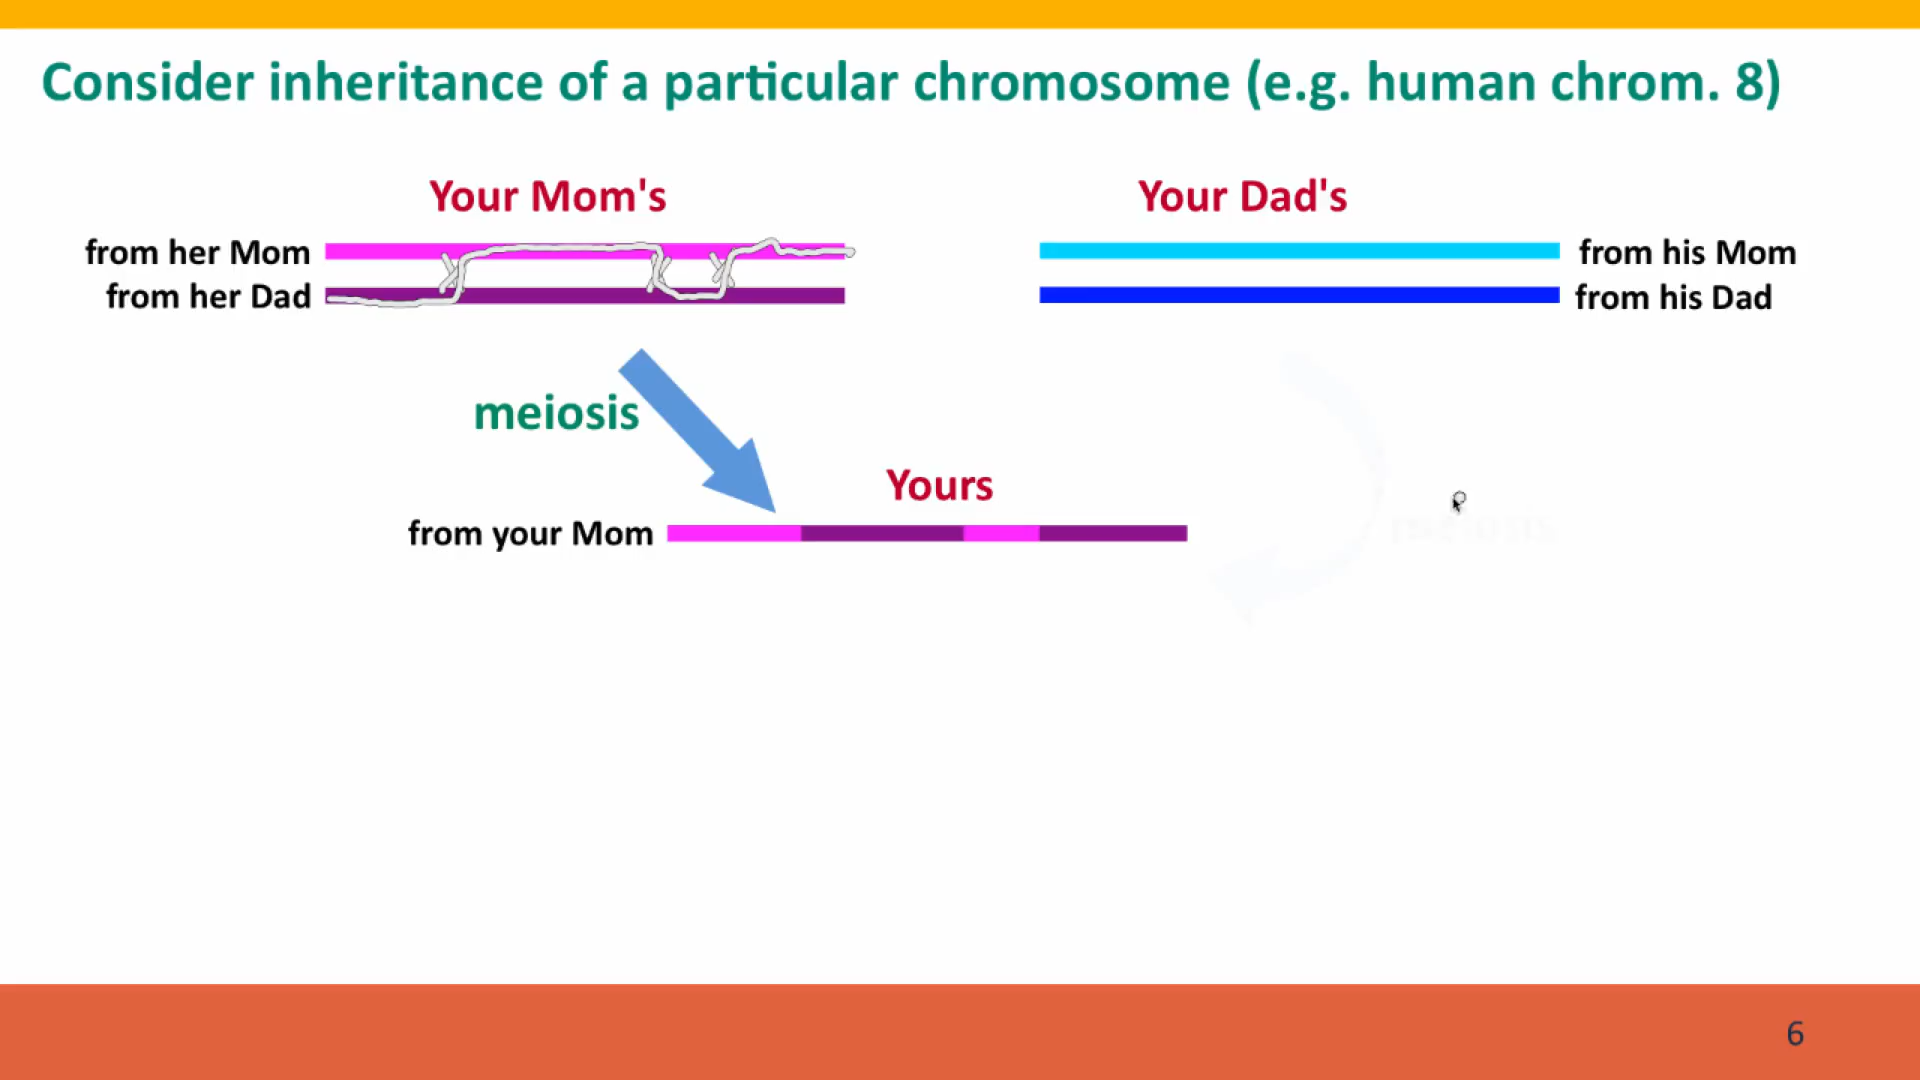 Consider inheritance of a particular chromosome (e.g. human chrom. 8)
Your Mom's
Your Dad's
from her Mom
from his Mom
from her Dad
from his Dad
meiosis
Yours
meiosis
from your Mom
6